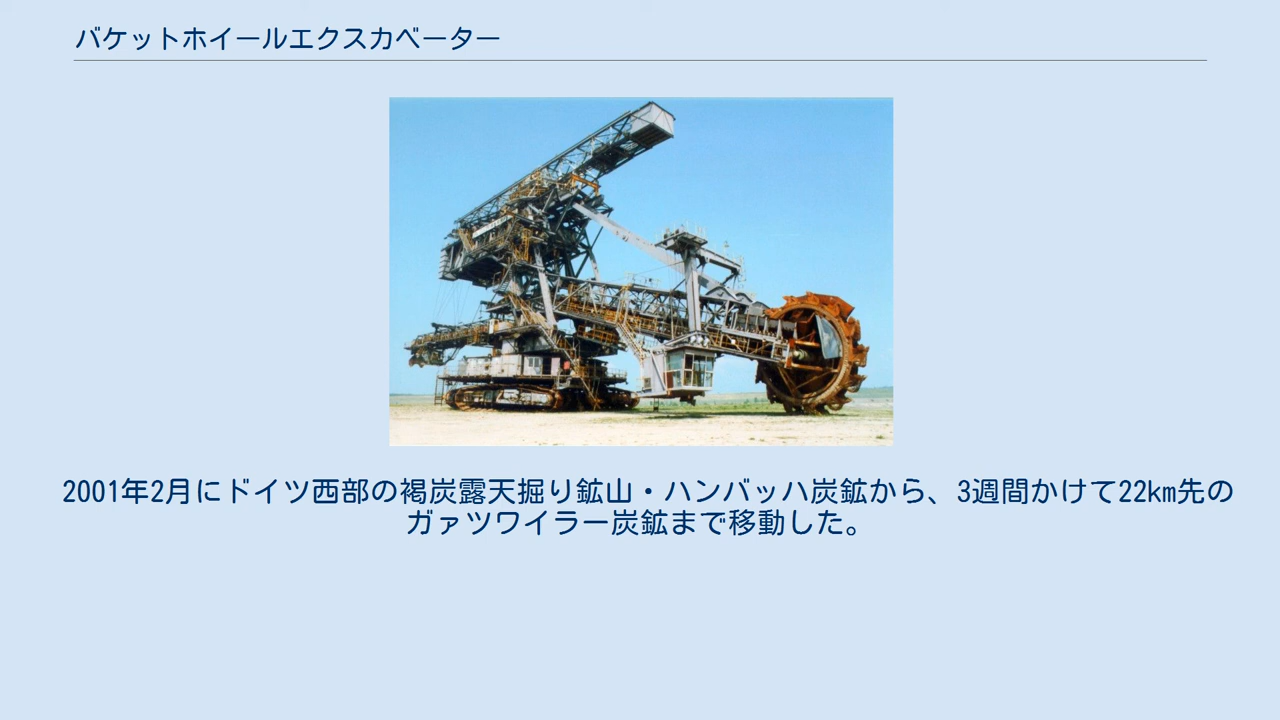 バケットホイールエクスカベーター
2001年2月にドイツ西部の褐炭露天掘り鉱山・ハンバッハ炭鉱から、3週間かけて22km先の
ガァツワイラー炭鉱まで移動した。